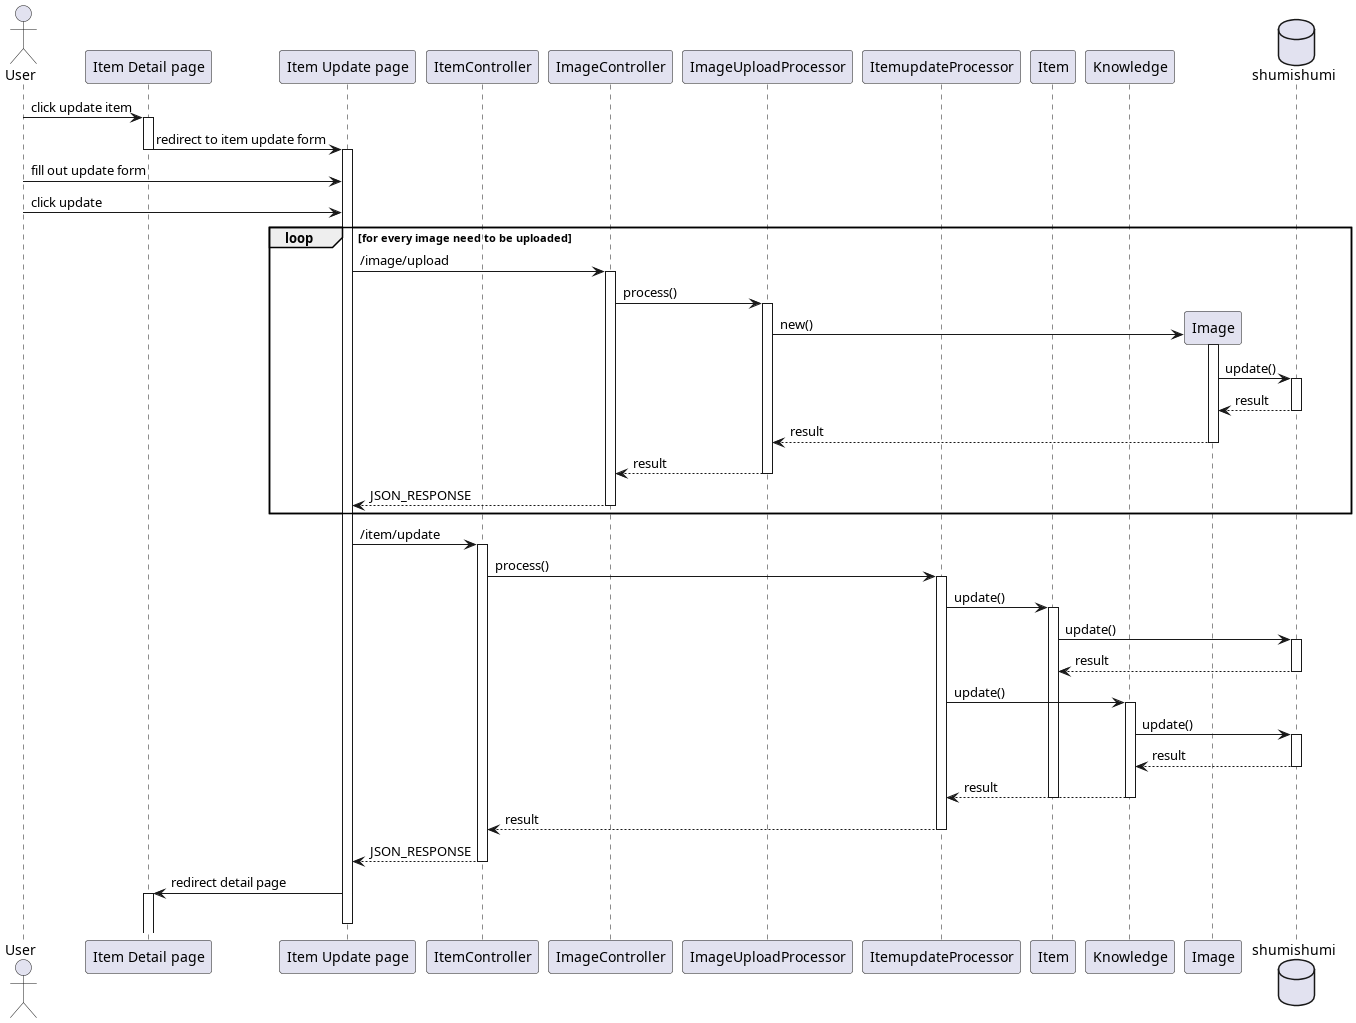 User
Item Detail page
Item Update page
ItemController
ImageController
ImageUploadProcessor
ItemupdateProcessor
Item
Knowledge
shumishumi
click update item
redirect to item update form
fill out update form
click update
loop
[for every image need to be uploaded]
/image/upload
process()
new()
Image
update()
result
result
result
JSON_RESPONSE
/item/update
process()
update()
update()
result
update()
update()
result
result
result
JSON_RESPONSE
redirect detail page
User
Item Detail page
Item Update page
ItemController
ImageController
ImageUploadProcessor
ItemupdateProcessor
Item
Knowledge
Image
shumishumi